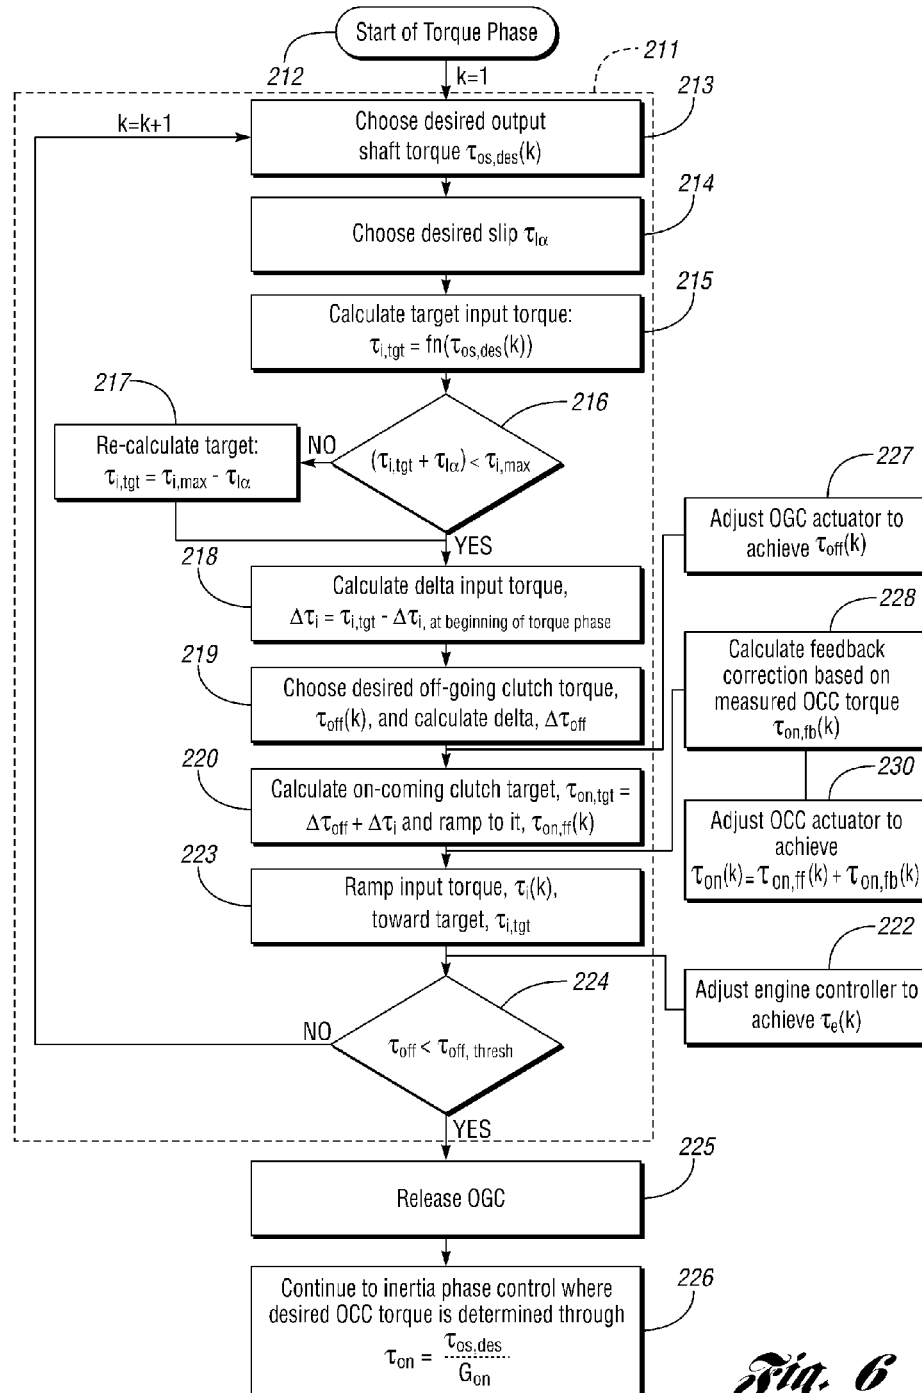 Start of Torque Phase
212
k=1
211
213
k=k+1
Choose desired output
shaft torque τos,des(k)
214
Choose desired slip τIα
215
Calculate target input torque:
τi,tgt = fn(τos,des(k))
217
216
Re-calculate target:
τi,tgt = τi,max - τIα
NO
(τi,tgt + τIα) < τi,max
YES
227
Adjust OGC actuator to
achieve τoff(k)
218
Calculate delta input torque,
Δτi = τi,tgt - Δτi, at beginning of torque phase
228
Calculate feedback
correction based on
measured OCC torque
τon,fb(k)
219
Choose desired off-going clutch torque,
τoff(k), and calculate delta, Δτoff
220
Calculate on-coming clutch target, τon,tgt =
Δτoff + Δτi and ramp to it, τon,ff(k)
230
Adjust OCC actuator to
achieve
τon(k) = τon,ff(k) + τon,fb(k)
223
Ramp input torque, τi(k),
toward target, τi,tgt
222
Adjust engine controller to
achieve τe(k)
224
NO
τoff < τoff, thresh
YES
225
Release OGC
226
Continue to inertia phase control where
desired OCC torque is determined through
τon = τos,des / Gon
Fig. 6